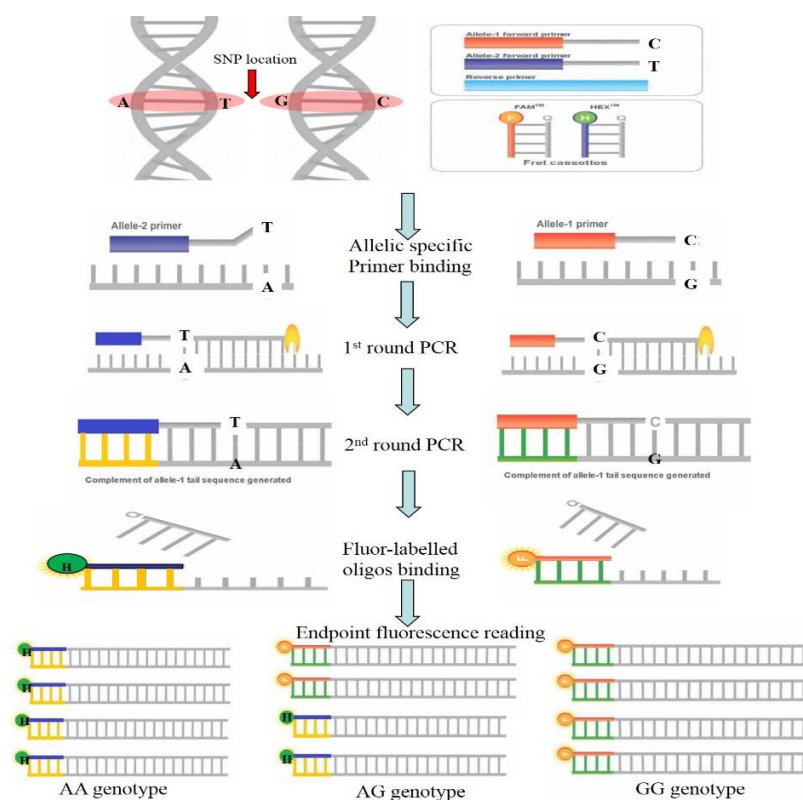 SNP location
A T G C
Allele-1 forward primer
C
Allele-2 forward primer
T
Reverse primer
FAM™ HEX™
F Q H Q
Fret cassettes
Allele-2 primer
T
A
Allelic specific
Primer binding
Allele-1 primer
C
G
T
A
1st round PCR
C
G
T
A
Complement of allele-1 tail sequence generated
2nd round PCR
C
G
Complement of allele-1 tail sequence generated
Q
H
Fluor-labelled
oligos binding
Q
F
Endpoint fluorescence reading
H
H
H
H
AA genotype
F
F
H
H
AG genotype
F
F
F
F
GG genotype